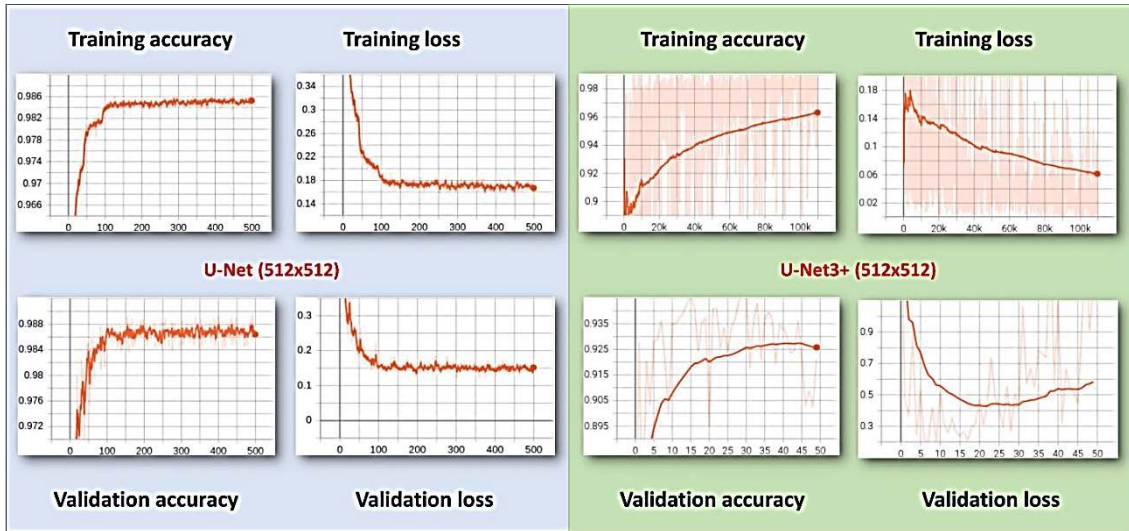 Training accuracy
Training loss
Training accuracy
Training loss
0.986
0.982
0.978
0.974
0.97
0.966
0 100 200 300 400 500
0.34
0.3
0.26
0.22
0.18
0.14
0 100 200 300 400 500
0.98
0.96
0.94
0.92
0.9
0 20k 40k 60k 80k 100k
0.18
0.14
0.1
0.06
0.02
0 20k 40k 60k 80k 100k
U-Net (512x512)
U-Net3+ (512x512)
0.988
0.984
0.98
0.976
0.972
0 100 200 300 400 500
0.3
0.2
0.1
0
0 100 200 300 400 500
0.935
0.925
0.915
0.905
0.895
0 5 10 15 20 25 30 35 40 45 49
0.9
0.7
0.5
0.3
0 5 10 15 20 25 30 35 40 45 50
Validation accuracy
Validation loss
Validation accuracy
Validation loss